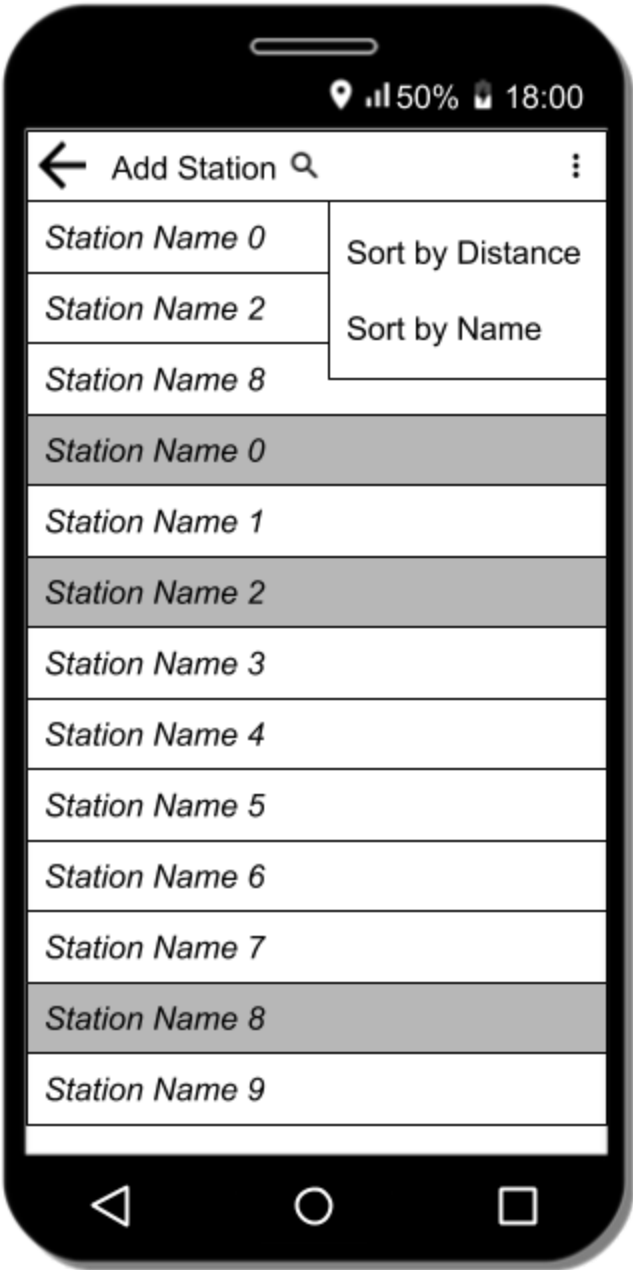 50% 18:00
Add Station
Station Name 0
Sort by Distance
Station Name 2
Sort by Name
Station Name 8
Station Name 0
Station Name 1
Station Name 2
Station Name 3
Station Name 4
Station Name 5
Station Name 6
Station Name 7
Station Name 8
Station Name 9